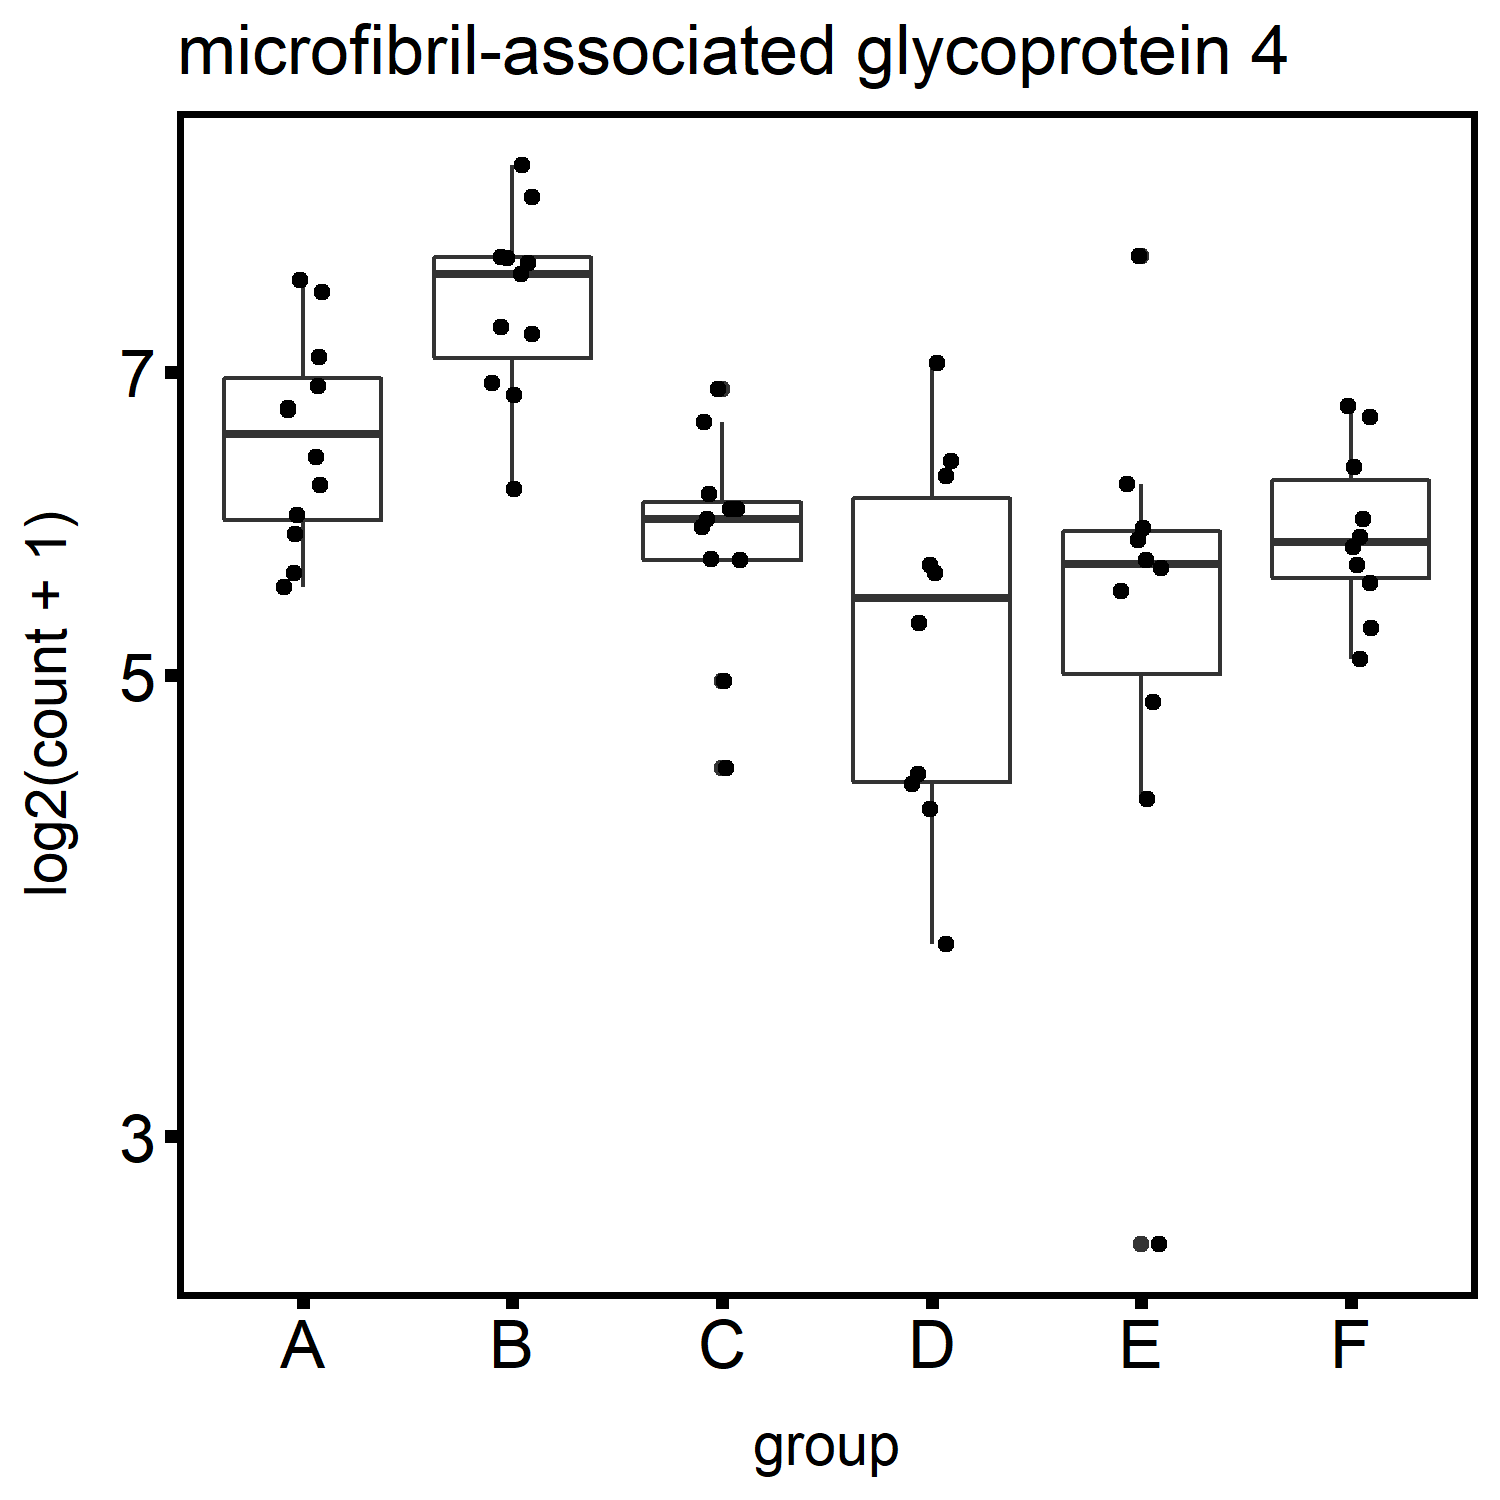 microfibril-associated glycoprotein 4
log2(count + 1)
7
5
3
A B C D E F
group